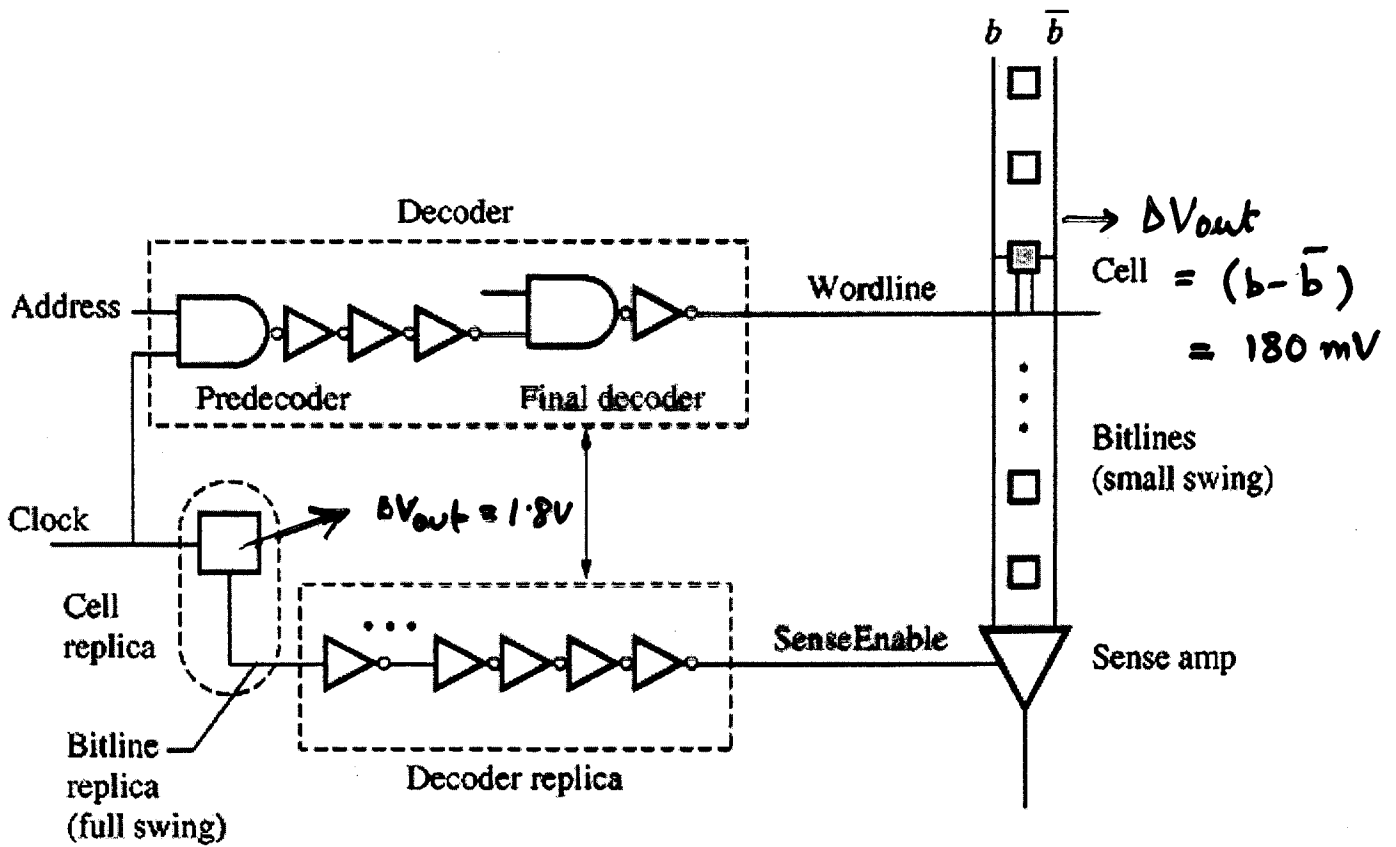 b b̅
Decoder
ΔVout
Address
Wordline
Cell = (b-b̅)
= 180 mV
Predecoder
Final decoder
Bitlines
(small swing)
Clock
ΔVout = 1.8V
Cell
replica
SenseEnable
Sense amp
Bitline
replica
(full swing)
Decoder replica